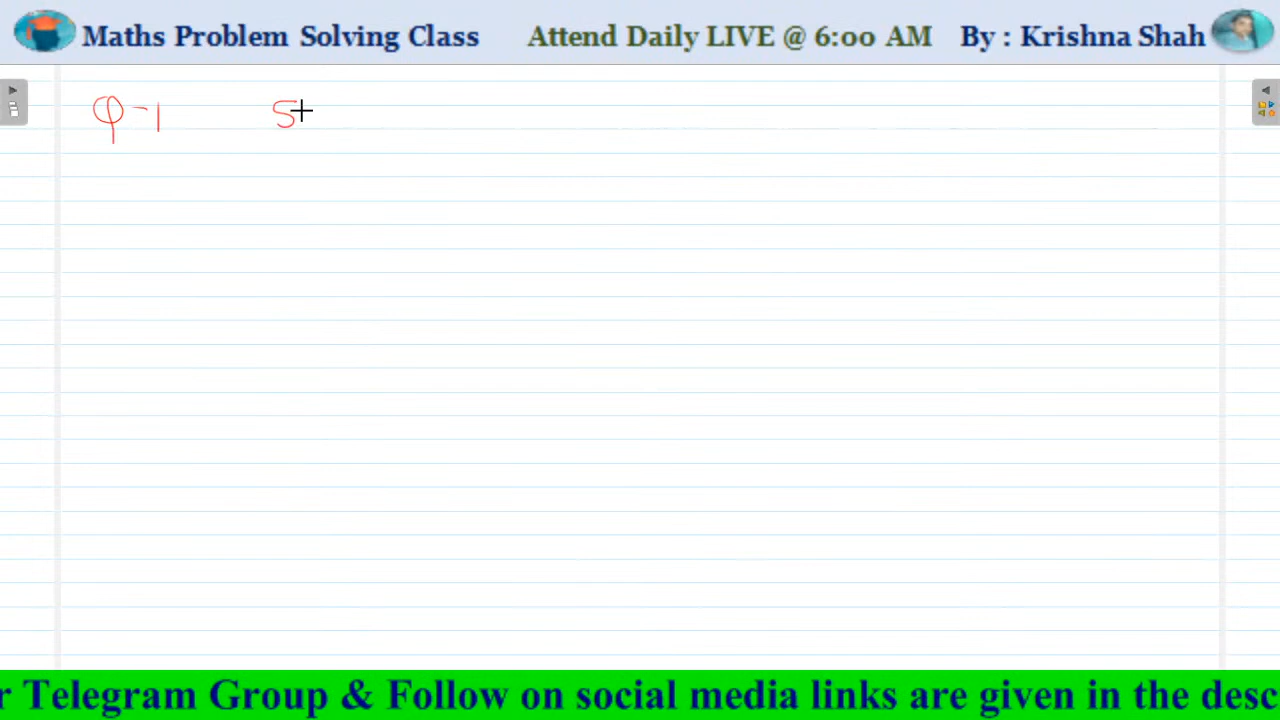 Maths Problem Solving Class Attend Daily LIVE @ 6:00 AM By : Krishna Shah
Q-1 5
r Telegram Group & Follow on social media links are given in the desc